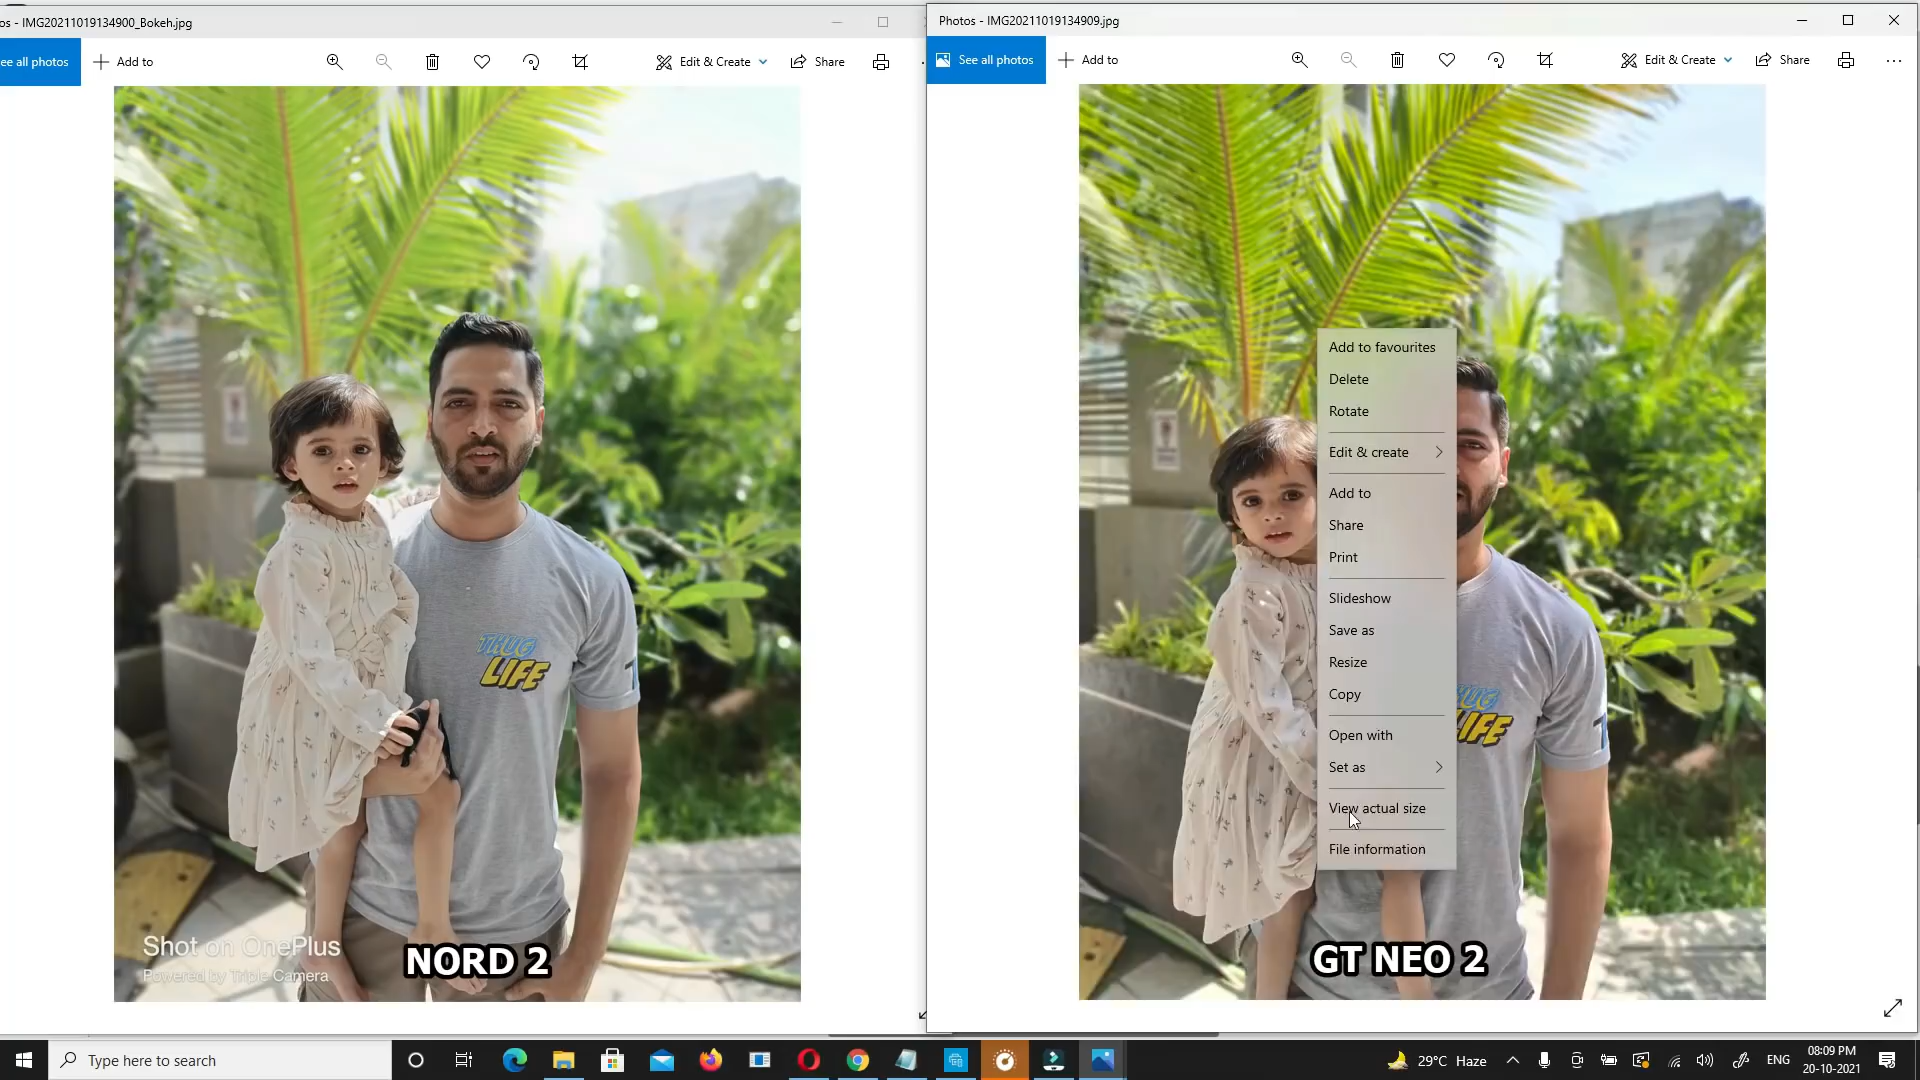 os - IMG20211019134900_Bokeh.jpg
ee all photos
Add to
Edit & Create
Share
Photos - IMG20211019134909.jpg
See all photos
Add to
Edit & Create
Share
THUG
LIFE
Shot on OnePlus
Powered by Triple Camera
NORD 2
Add to favourites
Delete
Rotate
Edit & create
Add to
Share
Print
Slideshow
Save as
Resize
Copy
Open with
Set as
View actual size
File information
HUG
IFE
GT NEO 2
Type here to search
29°C Haze
ENG
08:09 PM
20-10-2021